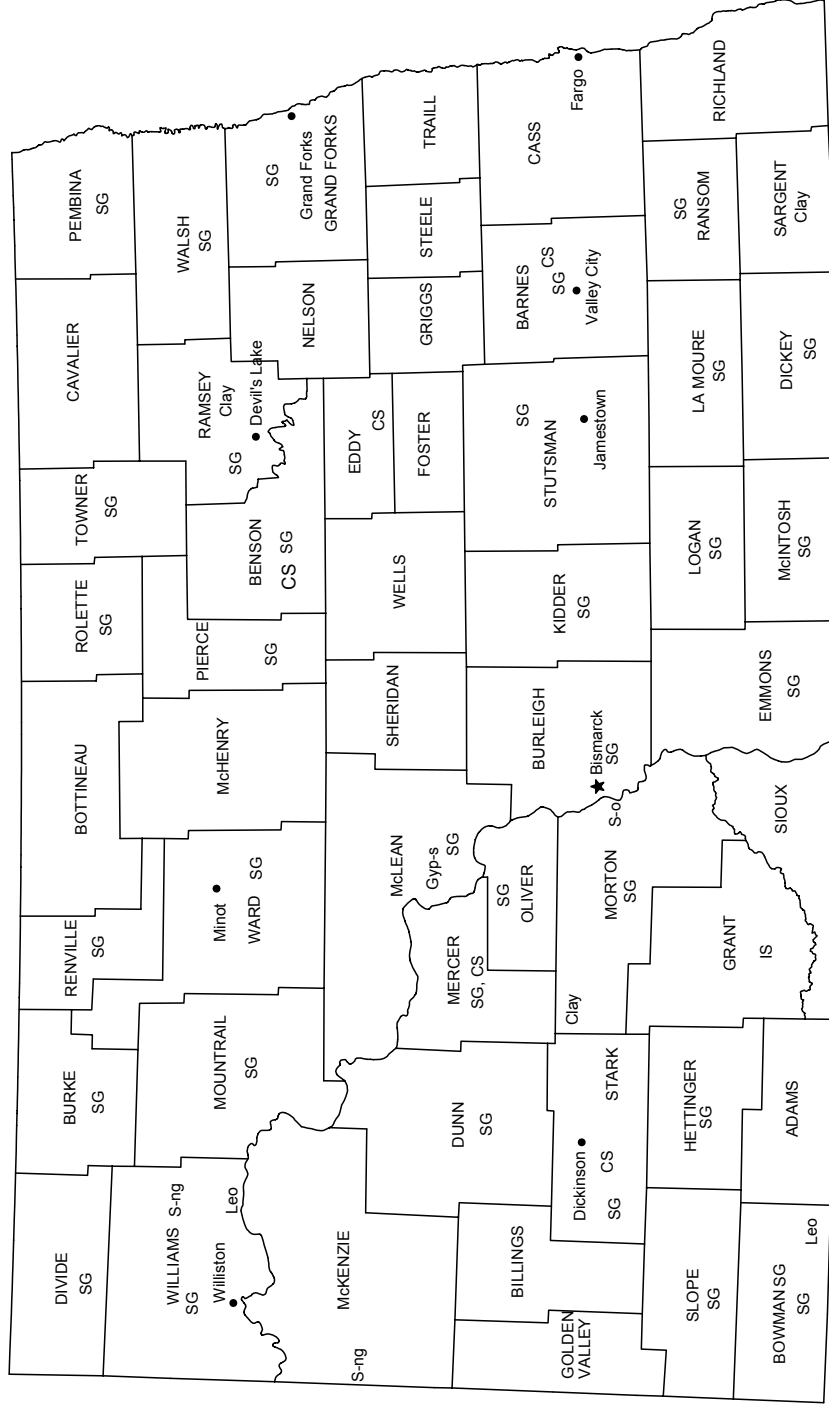 DIVIDE
SG
BURKE
SG
RENVILLE
SG
BOTTINEAU
ROLETTE
SG
TOWNER
SG
CAVALIER
PEMBINA
SG
WILLIAMS
SG
S-ng
Leo
Williston
MOUNTRAIL
SG
Minot
WARD
SG
McHENRY
PIERCE
SG
BENSON
CS SG
RAMSEY
Clay
SG
Devil's Lake
WALSH
SG
SG
Grand Forks
GRAND FORKS
NELSON
McKENZIE
S-ng
DUNN
SG
MERCER
SG, CS
McLEAN
Gyp-s
SG
SG
OLIVER
SHERIDAN
WELLS
EDDY
CS
FOSTER
GRIGGS
STEELE
TRAILL
GOLDEN
VALLEY
BILLINGS
Dickinson
SG
CS
STARK
Clay
MORTON
SG
S-o
BURLEIGH
Bismarck
SG
KIDDER
SG
STUTSMAN
SG
Jamestown
BARNES
CS
SG
Valley City
CASS
Fargo
SLOPE
SG
HETTINGER
SG
GRANT
IS
SIOUX
EMMONS
SG
LOGAN
SG
LA MOURE
SG
SG
RANSOM
RICHLAND
BOWMAN SG
SG
Leo
ADAMS
McINTOSH
SG
DICKEY
SG
SARGENT
Clay